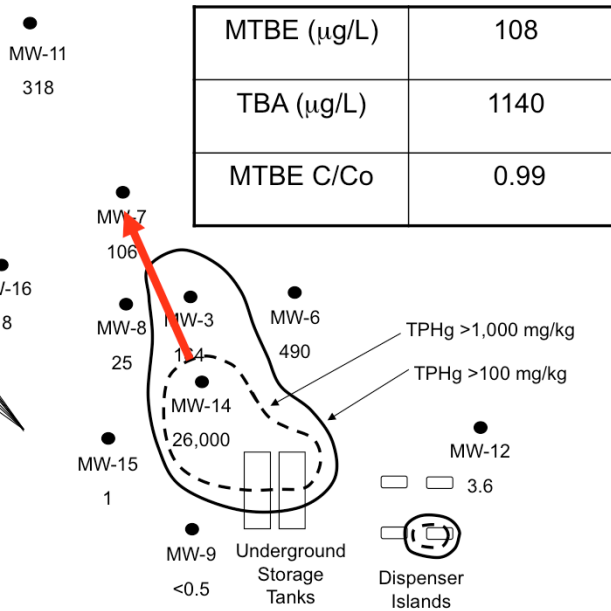 MTBE (µg/L) 108
TBA (µg/L) 1140
MTBE C/Co 0.99
MW-11
318
MW-7
106
-16
8
MW-8
25
MW-3
164
MW-6
490
TPHg >1,000 mg/kg
TPHg >100 mg/kg
MW-14
26,000
MW-15
1
MW-12
3.6
MW-9
<0.5
Underground
Storage
Tanks
Dispenser
Islands